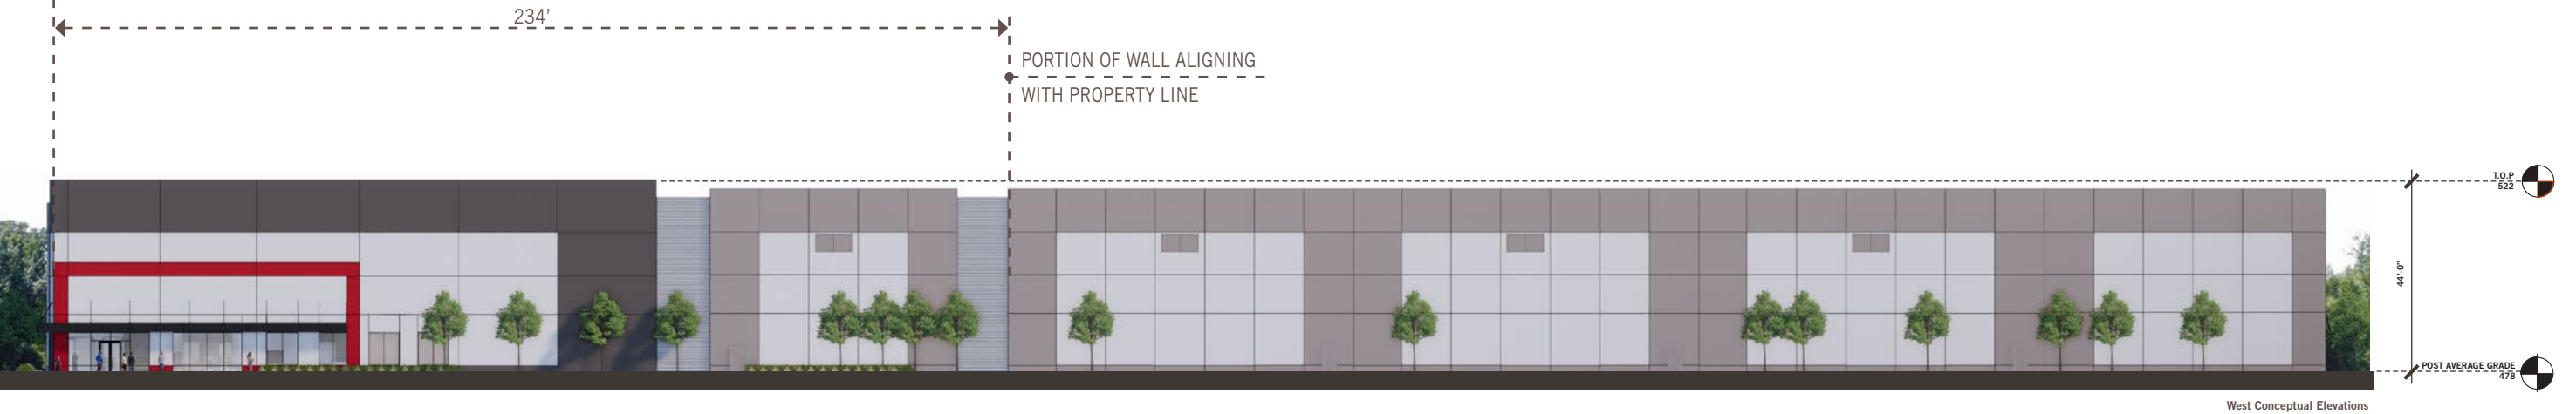 234'
PORTION OF WALL ALIGNING
WITH PROPERTY LINE
T.O.P
522
44'-0"
POST AVERAGE GRADE
478
West Conceptual Elevations